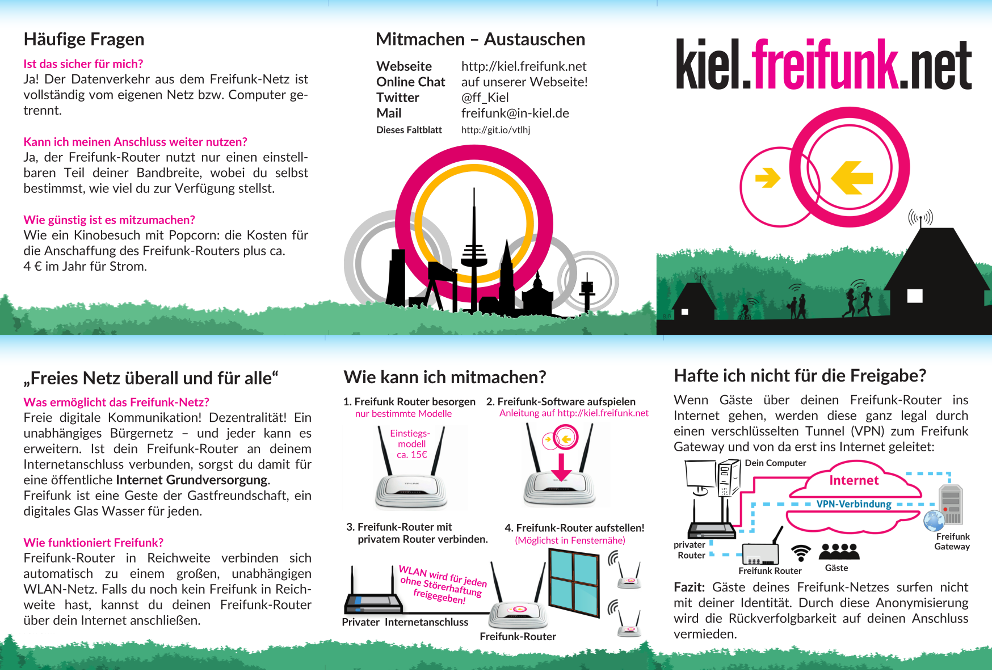 Häufige Fragen
Ist das sicher für mich?
Ja! Der Datenverkehr aus dem Freifunk-Netz ist
vollständig vom eigenen Netz bzw. Computer ge-
trennt.
Kann ich meinen Anschluss weiter nutzen?
Ja, der Freifunk-Router nutzt nur einen einstell-
baren Teil deiner Bandbreite, wobei du selbst
bestimmst, wie viel du zur Verfügung stellst.
Wie günstig ist es mitzumachen?
Wie ein Kinobesuch mit Popcorn: die Kosten für
die Anschaffung des Freifunk-Routers plus ca.
4 € im Jahr für Strom.
Mitmachen – Austauschen
Webseite http://kiel.freifunk.net
Online Chat auf unserer Webseite!
Twitter @ff_Kiel
Mail freifunk@in-kiel.de
Dieses Faltblatt http://git.io/vtlhj
kiel.freifunk.net
„Freies Netz überall und für alle“
Was ermöglicht das Freifunk-Netz?
Freie digitale Kommunikation! Dezentralität! Ein
unabhängiges Bürgernetz – und jeder kann es
erweitern. Ist dein Freifunk-Router an deinem
Internetanschluss verbunden, sorgst du damit für
eine öffentliche Internet Grundversorgung.
Freifunk ist eine Geste der Gastfreundschaft, ein
digitales Glas Wasser für jeden.
Wie funktioniert Freifunk?
Freifunk-Router in Reichweite verbinden sich
automatisch zu einem großen, unabhängigen
WLAN-Netz. Falls du noch kein Freifunk in Reich-
weite hast, kannst du deinen Freifunk-Router
über dein Internet anschließen.
Wie kann ich mitmachen?
1. Freifunk Router besorgen
nur bestimmte Modelle
Einstiegs-
modell
ca. 15€
2. Freifunk-Software aufspielen
Anleitung auf http://kiel.freifunk.net
3. Freifunk-Router mit
privatem Router verbinden.
WLAN wird für jeden
ohne Störerhaftung
freigegeben!
Privater Internetanschluss
4. Freifunk-Router aufstellen!
(Möglichst in Fensternähe)
Freifunk-Router
Hafte ich nicht für die Freigabe?
Wenn Gäste über deinen Freifunk-Router ins
Internet gehen, werden diese ganz legal durch
einen verschlüsselten Tunnel (VPN) zum Freifunk
Gateway und von da erst ins Internet geleitet:
Dein Computer
Internet
VPN-Verbindung
Freifunk
Gateway
privater
Router
Freifunk Router
Gäste
Fazit: Gäste deines Freifunk-Netzes surfen nicht
mit deiner Identität. Durch diese Anonymisierung
wird die Rückverfolgbarkeit auf deinen Anschluss
vermieden.